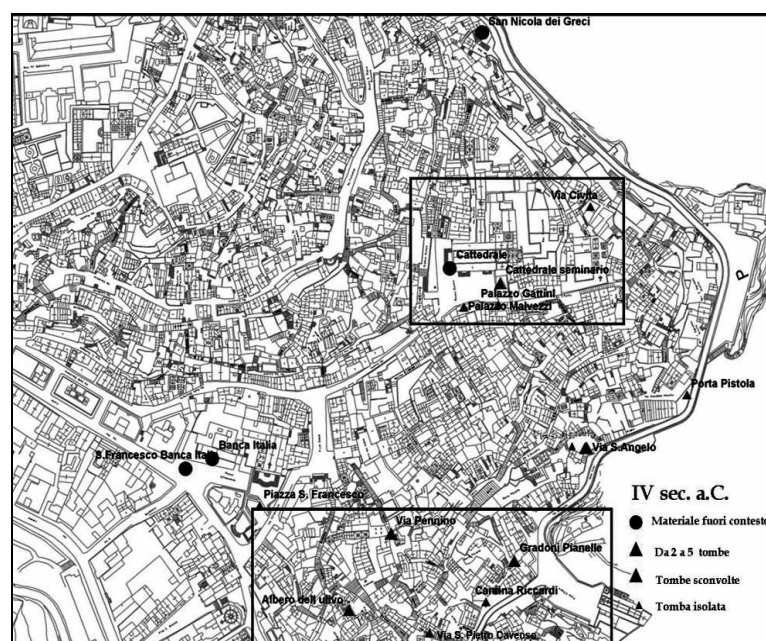 San Nicola dei Greci
Via Civita
Cattedrale
Cattedrale seminario
Palazzo Gattini
Palazzo Malvezzi
Porta Pistola
Banca Italia
S.Francesco Banca Italia
Via S.Angelo
Piazza S. Francesco
Via Pennino
Gradoni Pianelle
Albero dell ulivo
Cantina Riccardi
Via S. Pietro Caveoso
IV sec. a.C.
Materiale fuori contesto
Da 2 a 5 tombe
Tombe sconvolte
Tomba isolata